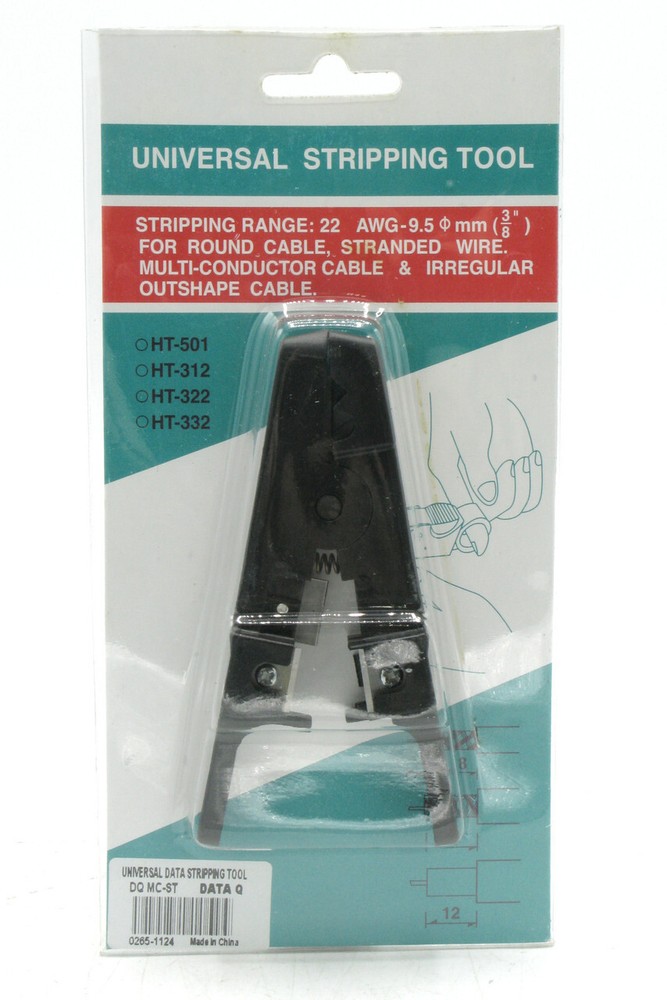 UNIVERSAL STRIPPING TOOL
STRIPPING RANGE: 22 AWG-9.5 ϕ mm (3/8")
FOR ROUND CABLE, STRANDED WIRE.
MULTI-CONDUCTOR CABLE & IRREGULAR
OUTSHAPE CABLE.
○HT-501
○HT-312
○HT-322
○HT-332
8
12
UNIVERSAL DATA STRIPPING TOOL
DQ MC-ST DATA Q
0265-1124 Made in China